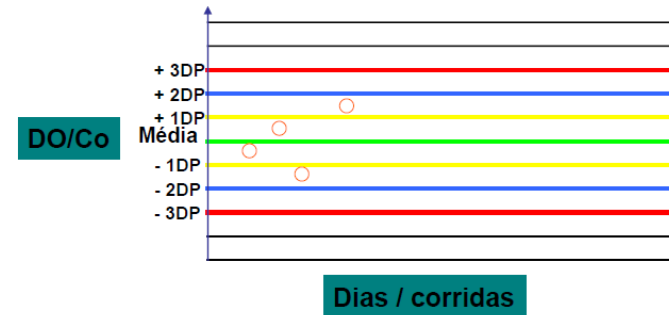 + 3DP
+ 2DP
+ 1DP
DO/Co
Média
- 1DP
- 2DP
- 3DP
Dias / corridas